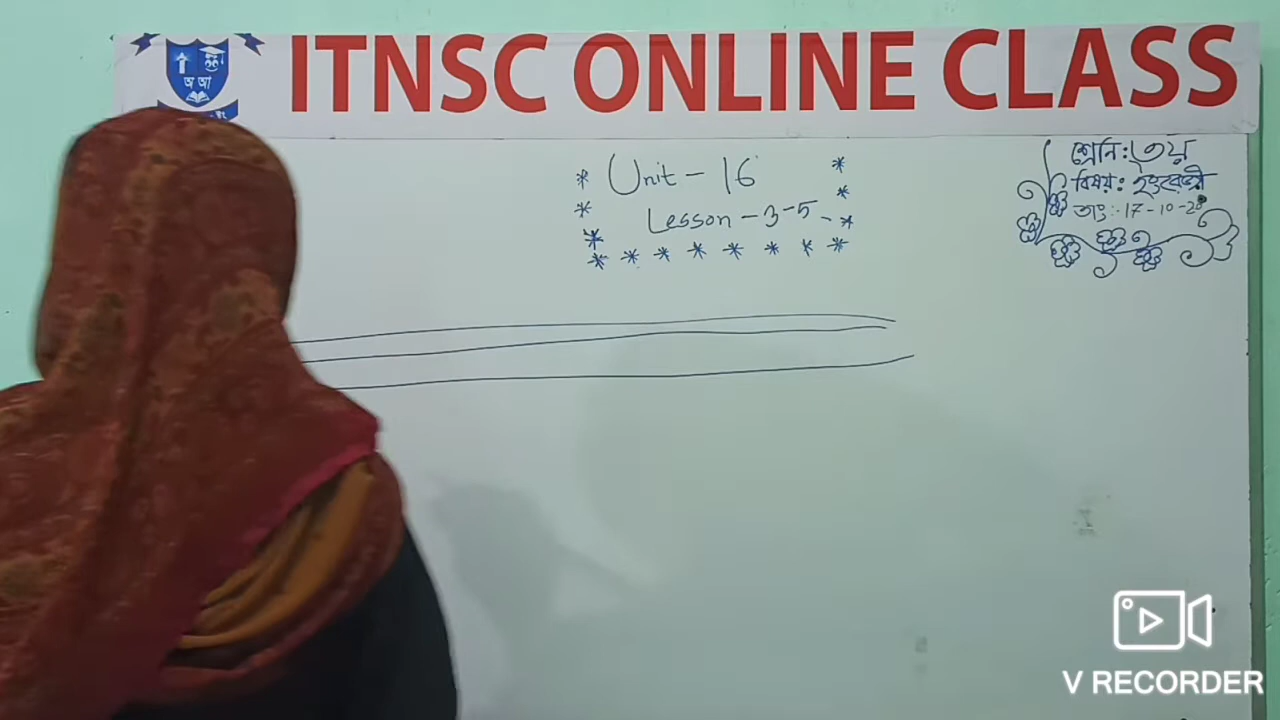 ITNSC ONLINE CLASS
অ আ
Unit - 16
Lesson - 3-5
শ্রেনি: ৩য়
বিষয়: ইংরেজী
তাং: 17-10-20
V RECORDER